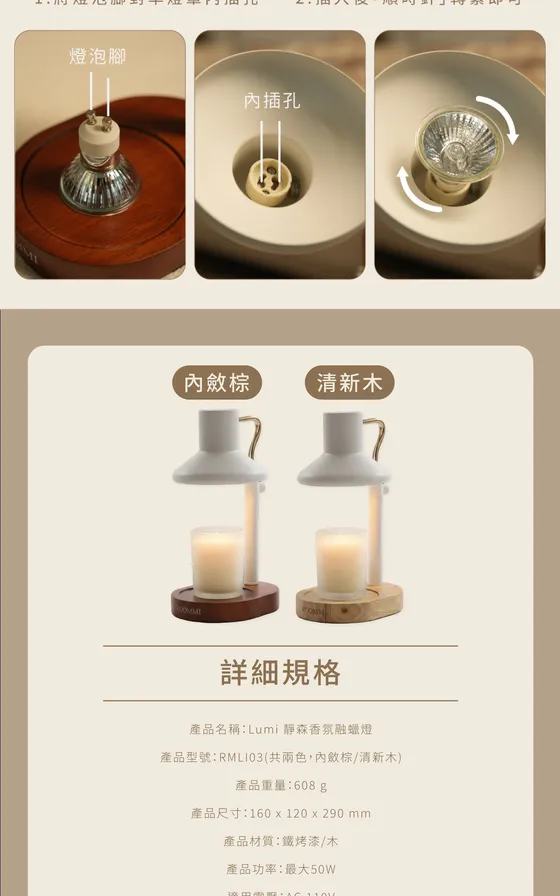 燈泡腳
內插孔
內斂棕
清新木
詳細規格
產品名稱:Lumi 靜森香氛融蠟燈
產品型號:RMLI03(共兩色,內斂棕/清新木)
產品重量:608 g
產品尺寸:160 x 120 x 290 mm
產品材質:鐵烤漆/木
產品功率:最大50W